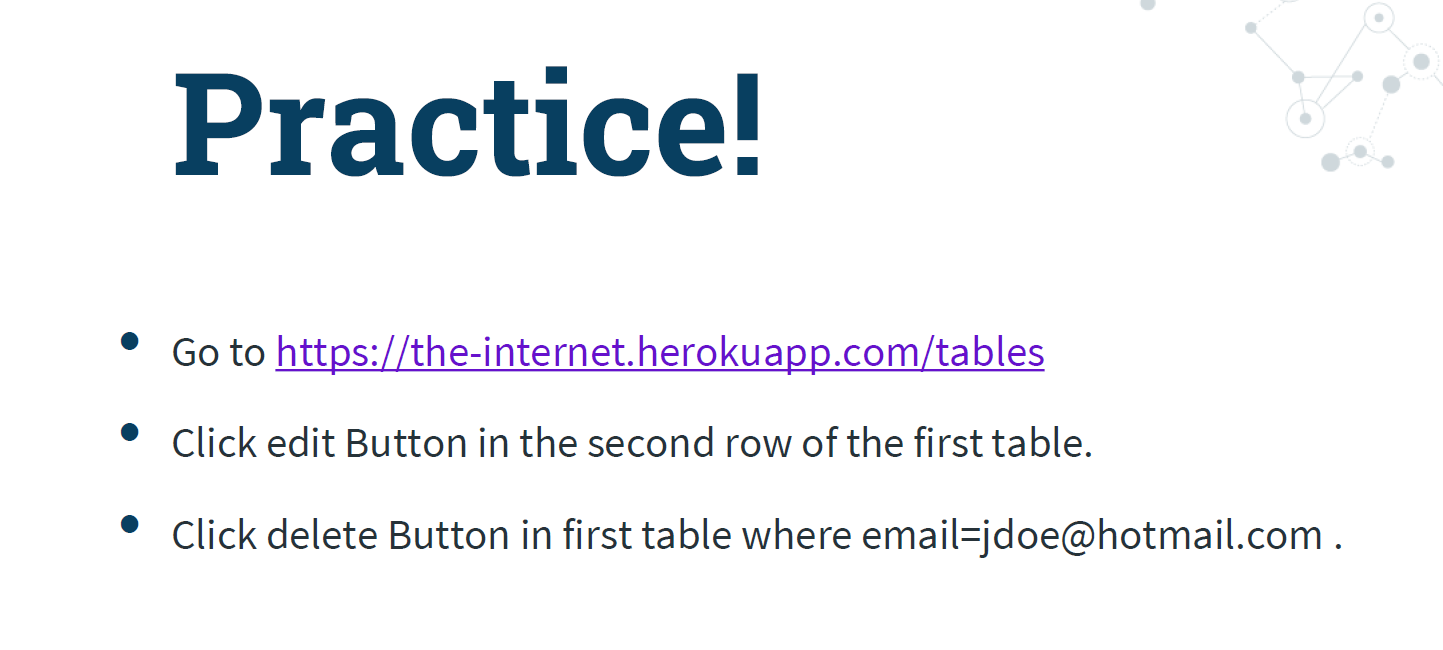 Practice!
• Go to https://the-internet.herokuapp.com/tables
• Click edit Button in the second row of the first table.
• Click delete Button in first table where email=jdoe@hotmail.com .